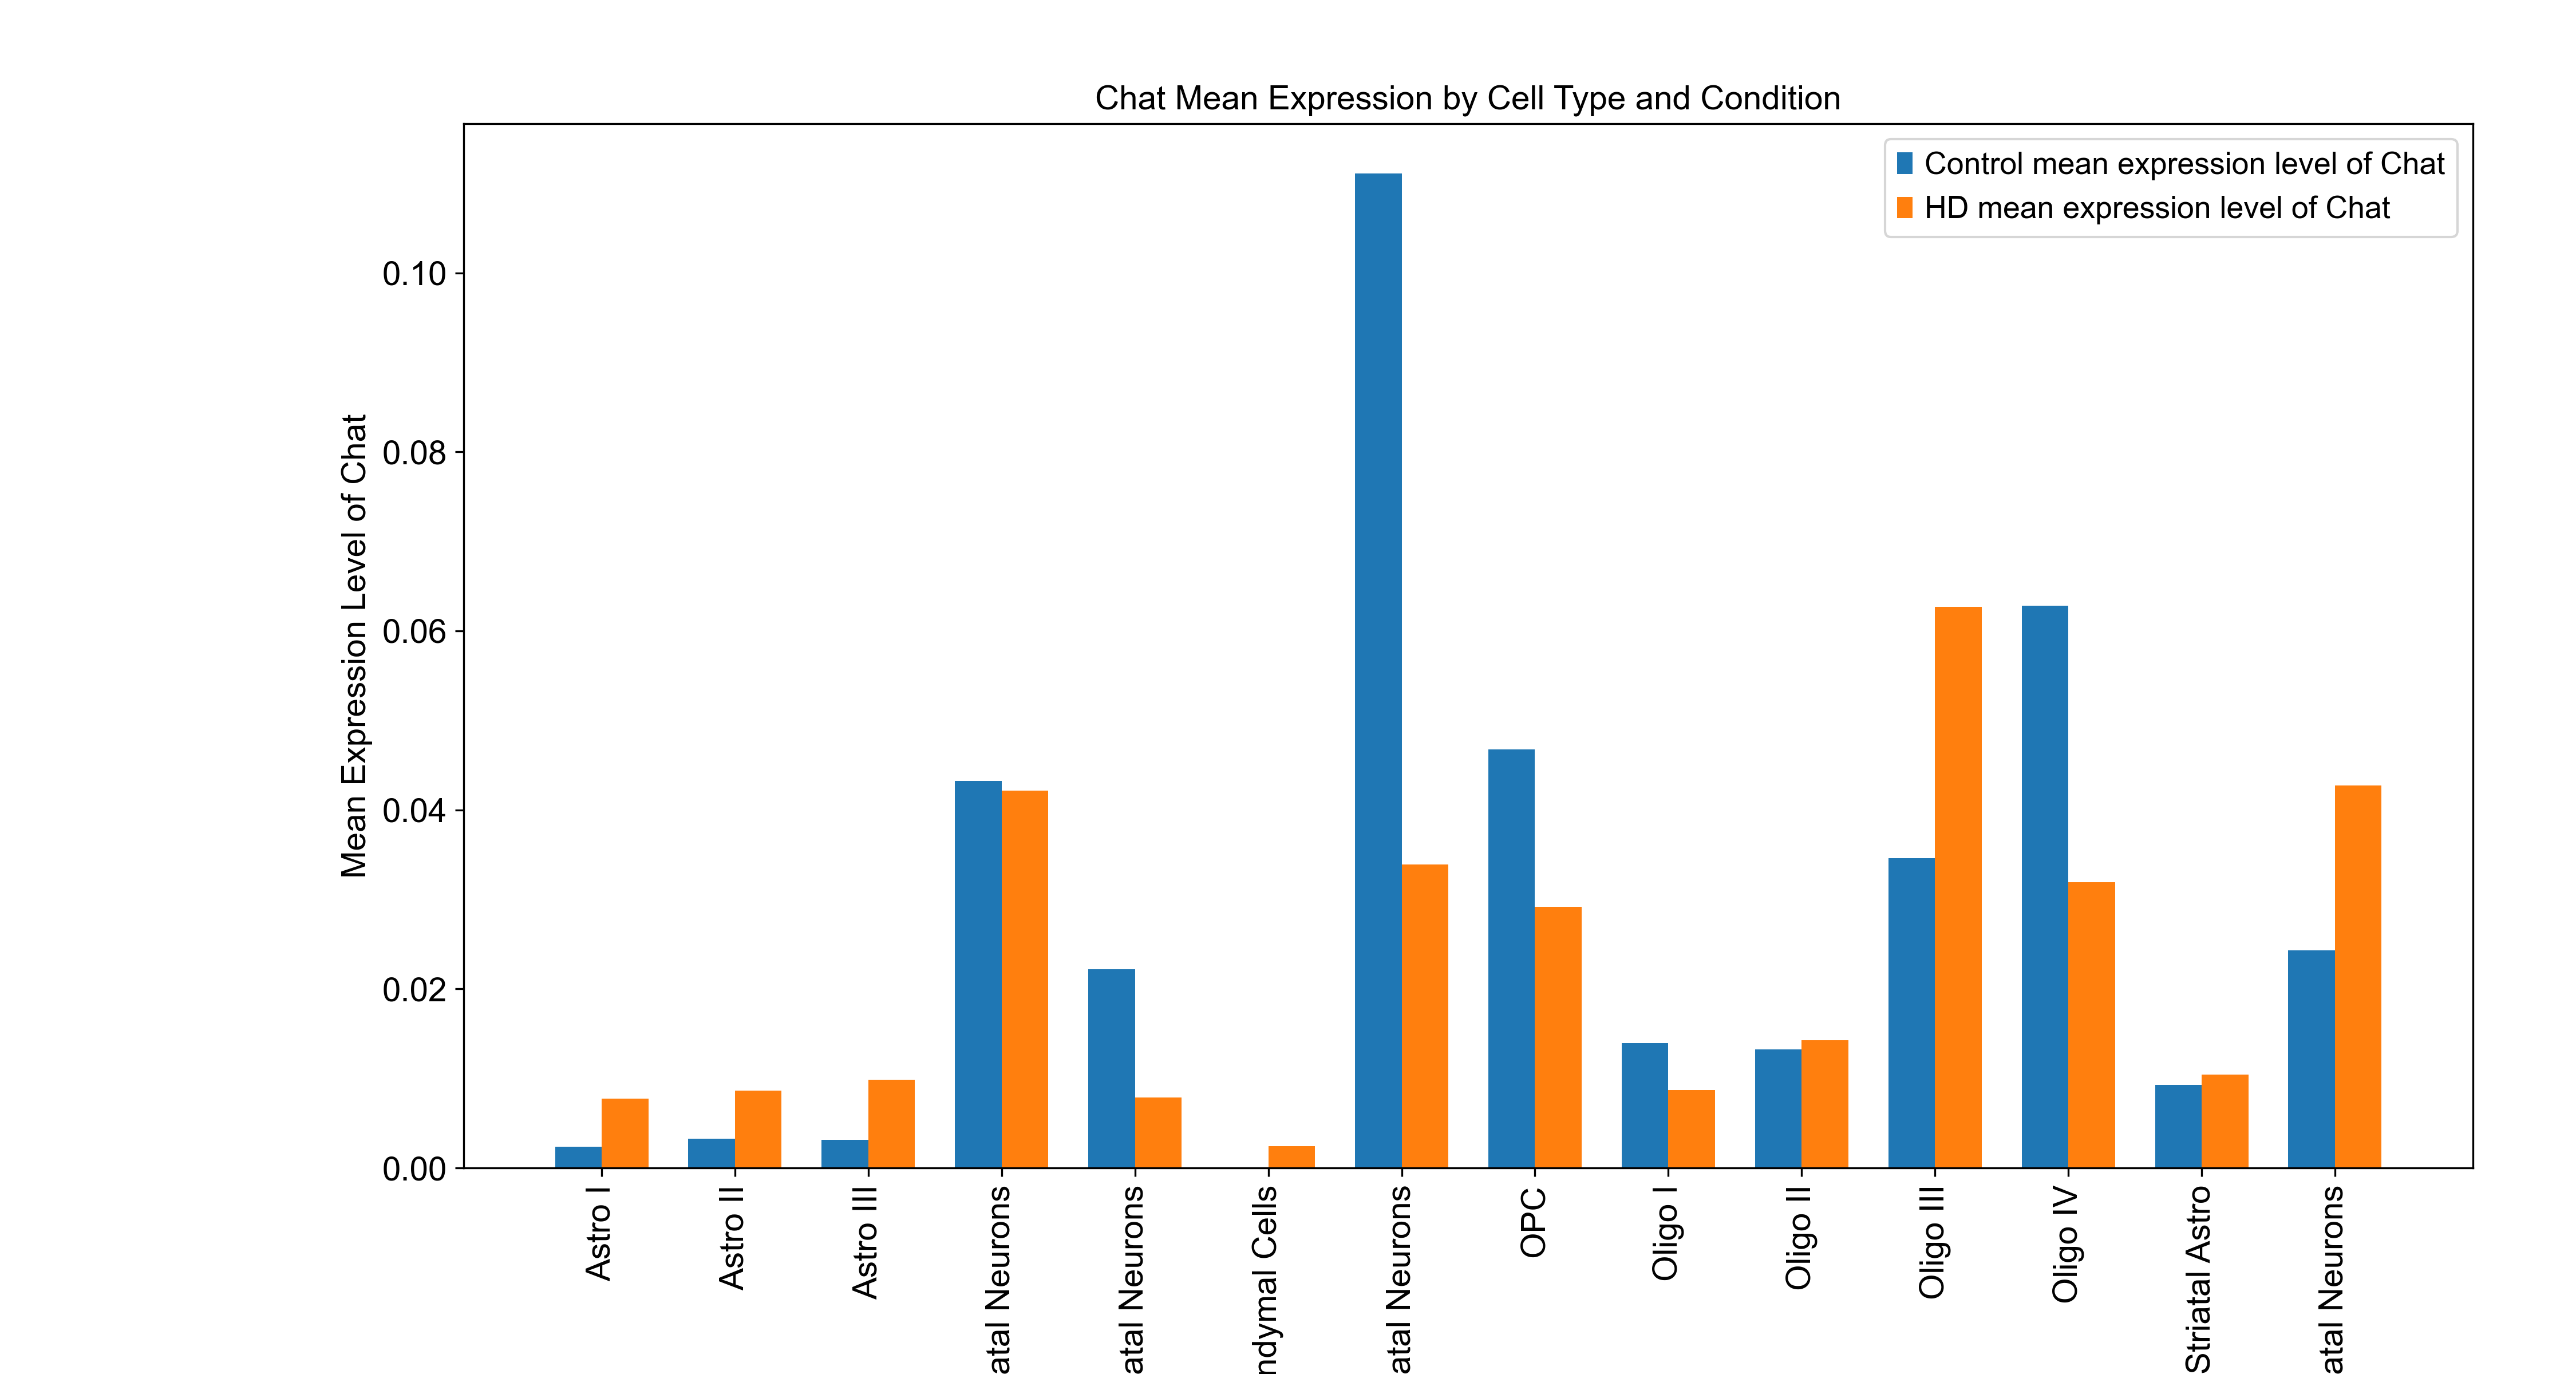 Chat Mean Expression by Cell Type and Condition
Control mean expression level of Chat
HD mean expression level of Chat
Mean Expression Level of Chat
0.10
0.08
0.06
0.04
0.02
0.00
Astro I
Astro II
Astro III
atal Neurons
atal Neurons
ndymal Cells
atal Neurons
OPC
Oligo I
Oligo II
Oligo III
Oligo IV
Striatal Astro
atal Neurons